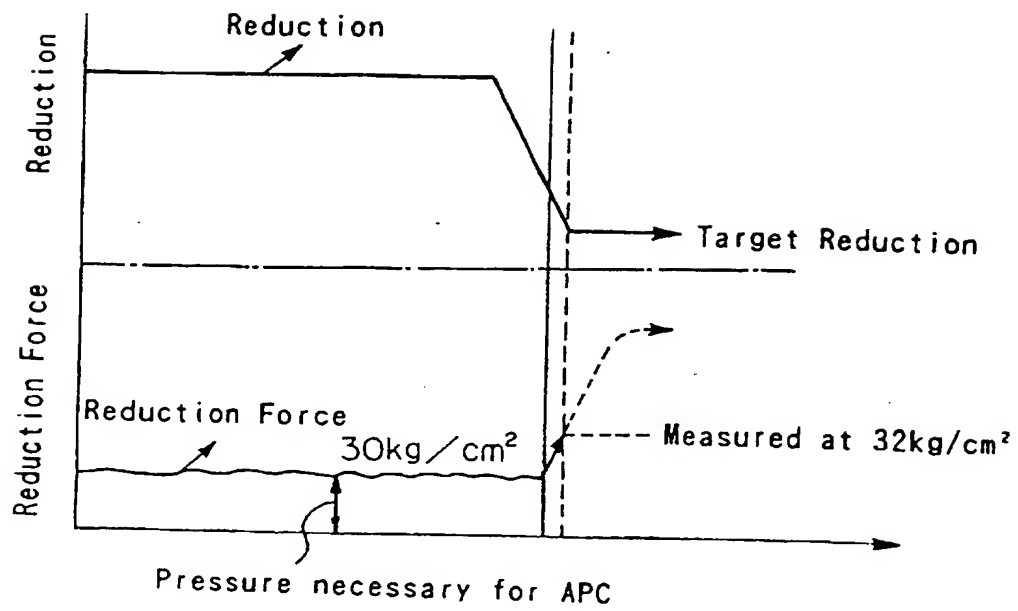 Reduction
Reduction
Target Reduction
Reduction Force
Reduction Force
30kg/cm²
Measured at 32kg/cm²
Pressure necessary for APC